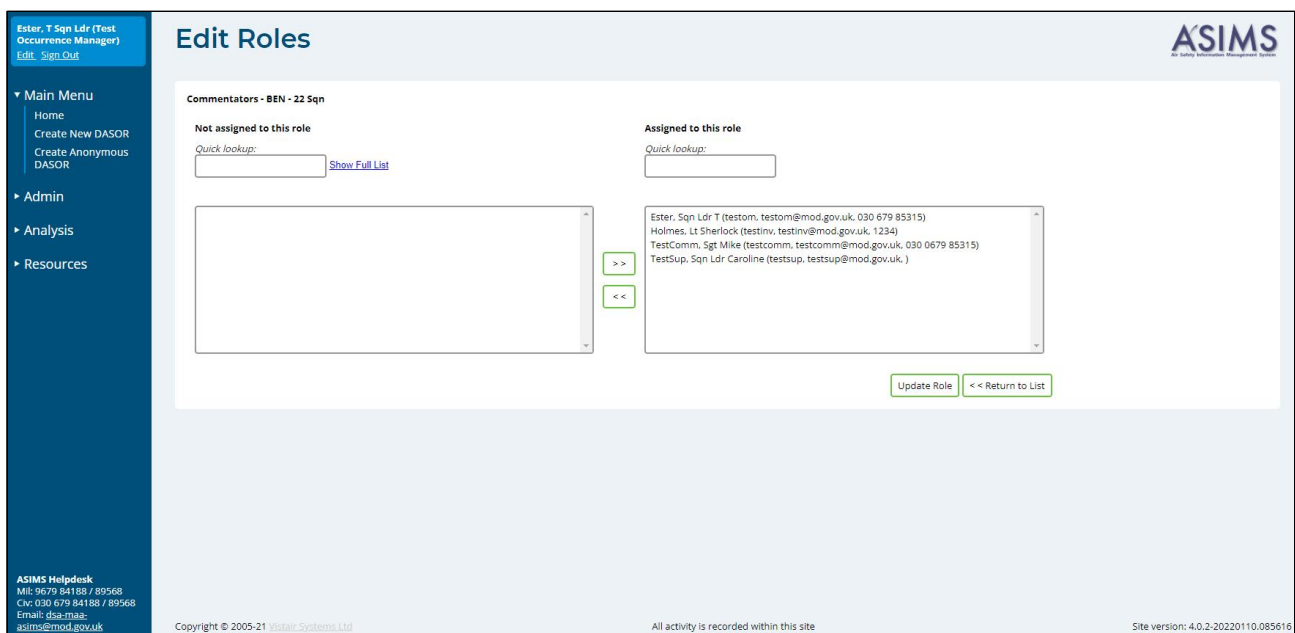 Ester, T Sqn Ldr (Test
Occurrence Manager)
Edit Sign Out
Main Menu
Home
Create New DASOR
Create Anonymous
DASOR
Admin
Analysis
Resources
ASIMS Helpdesk
Mil: 9679 84188 / 89568
Civ: 030 679 84188 / 89568
Email: dsa-maa-
asims@mod.gov.uk
Edit Roles
ASIMS
Air Safety Information Management System
Commentators - BEN - 22 Sqn
Not assigned to this role
Quick lookup:
Show Full List
>>
<<
Assigned to this role
Quick lookup:
Ester, Sqn Ldr T (testom, testom@mod.gov.uk, 030 679 85315)
Holmes, Lt Sherlock (testinv, testinv@mod.gov.uk, 1234)
TestComm, Sgt Mike (testcomm, testcomm@mod.gov.uk, 030 0679 85315)
TestSup, Sqn Ldr Caroline (testsup, testsup@mod.gov.uk, )
Update Role
<< Return to List
Copyright © 2005-21 Vistair Systems Ltd
All activity is recorded within this site
Site version: 4.0.2-20220110.085616